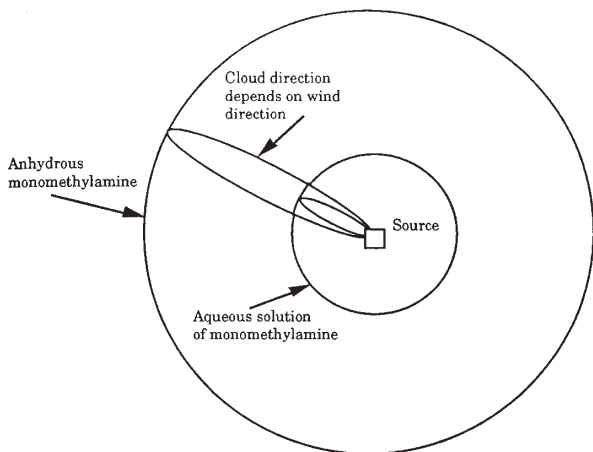 Cloud direction
depends on wind
direction
Anhydrous
monomethylamine
Source
Aqueous solution
of monomethylamine